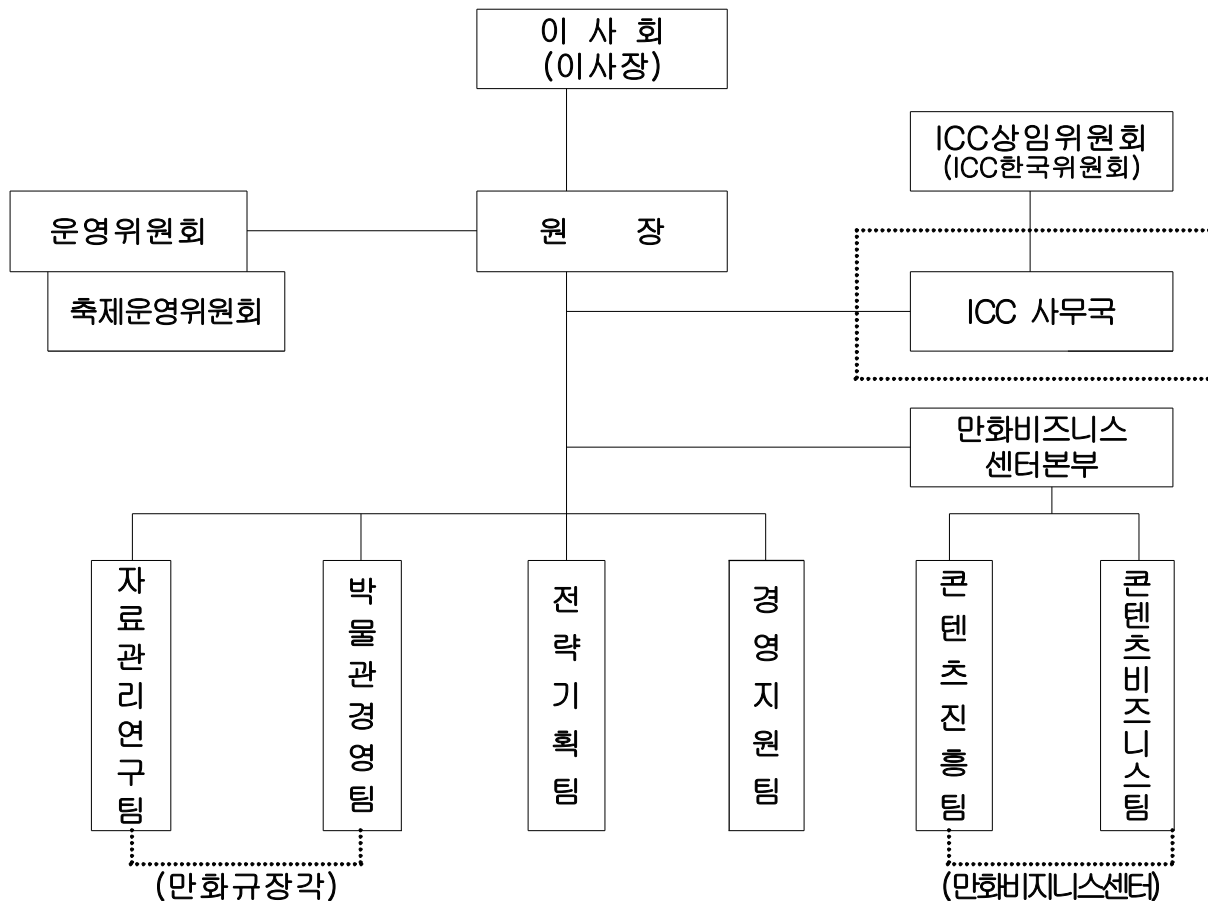 이 사 회
(이사장)
ICC상임위원회
(ICC한국위원회)
운영위원회
원 장
축제운영위원회
ICC 사무국
만화비즈니스
센터본부
자료관리연구팀
박물관경영팀
전략기획팀
경영지원팀
콘텐츠진흥팀
콘텐츠비즈니스팀
(만화규장각)
(만화비지니스센터)